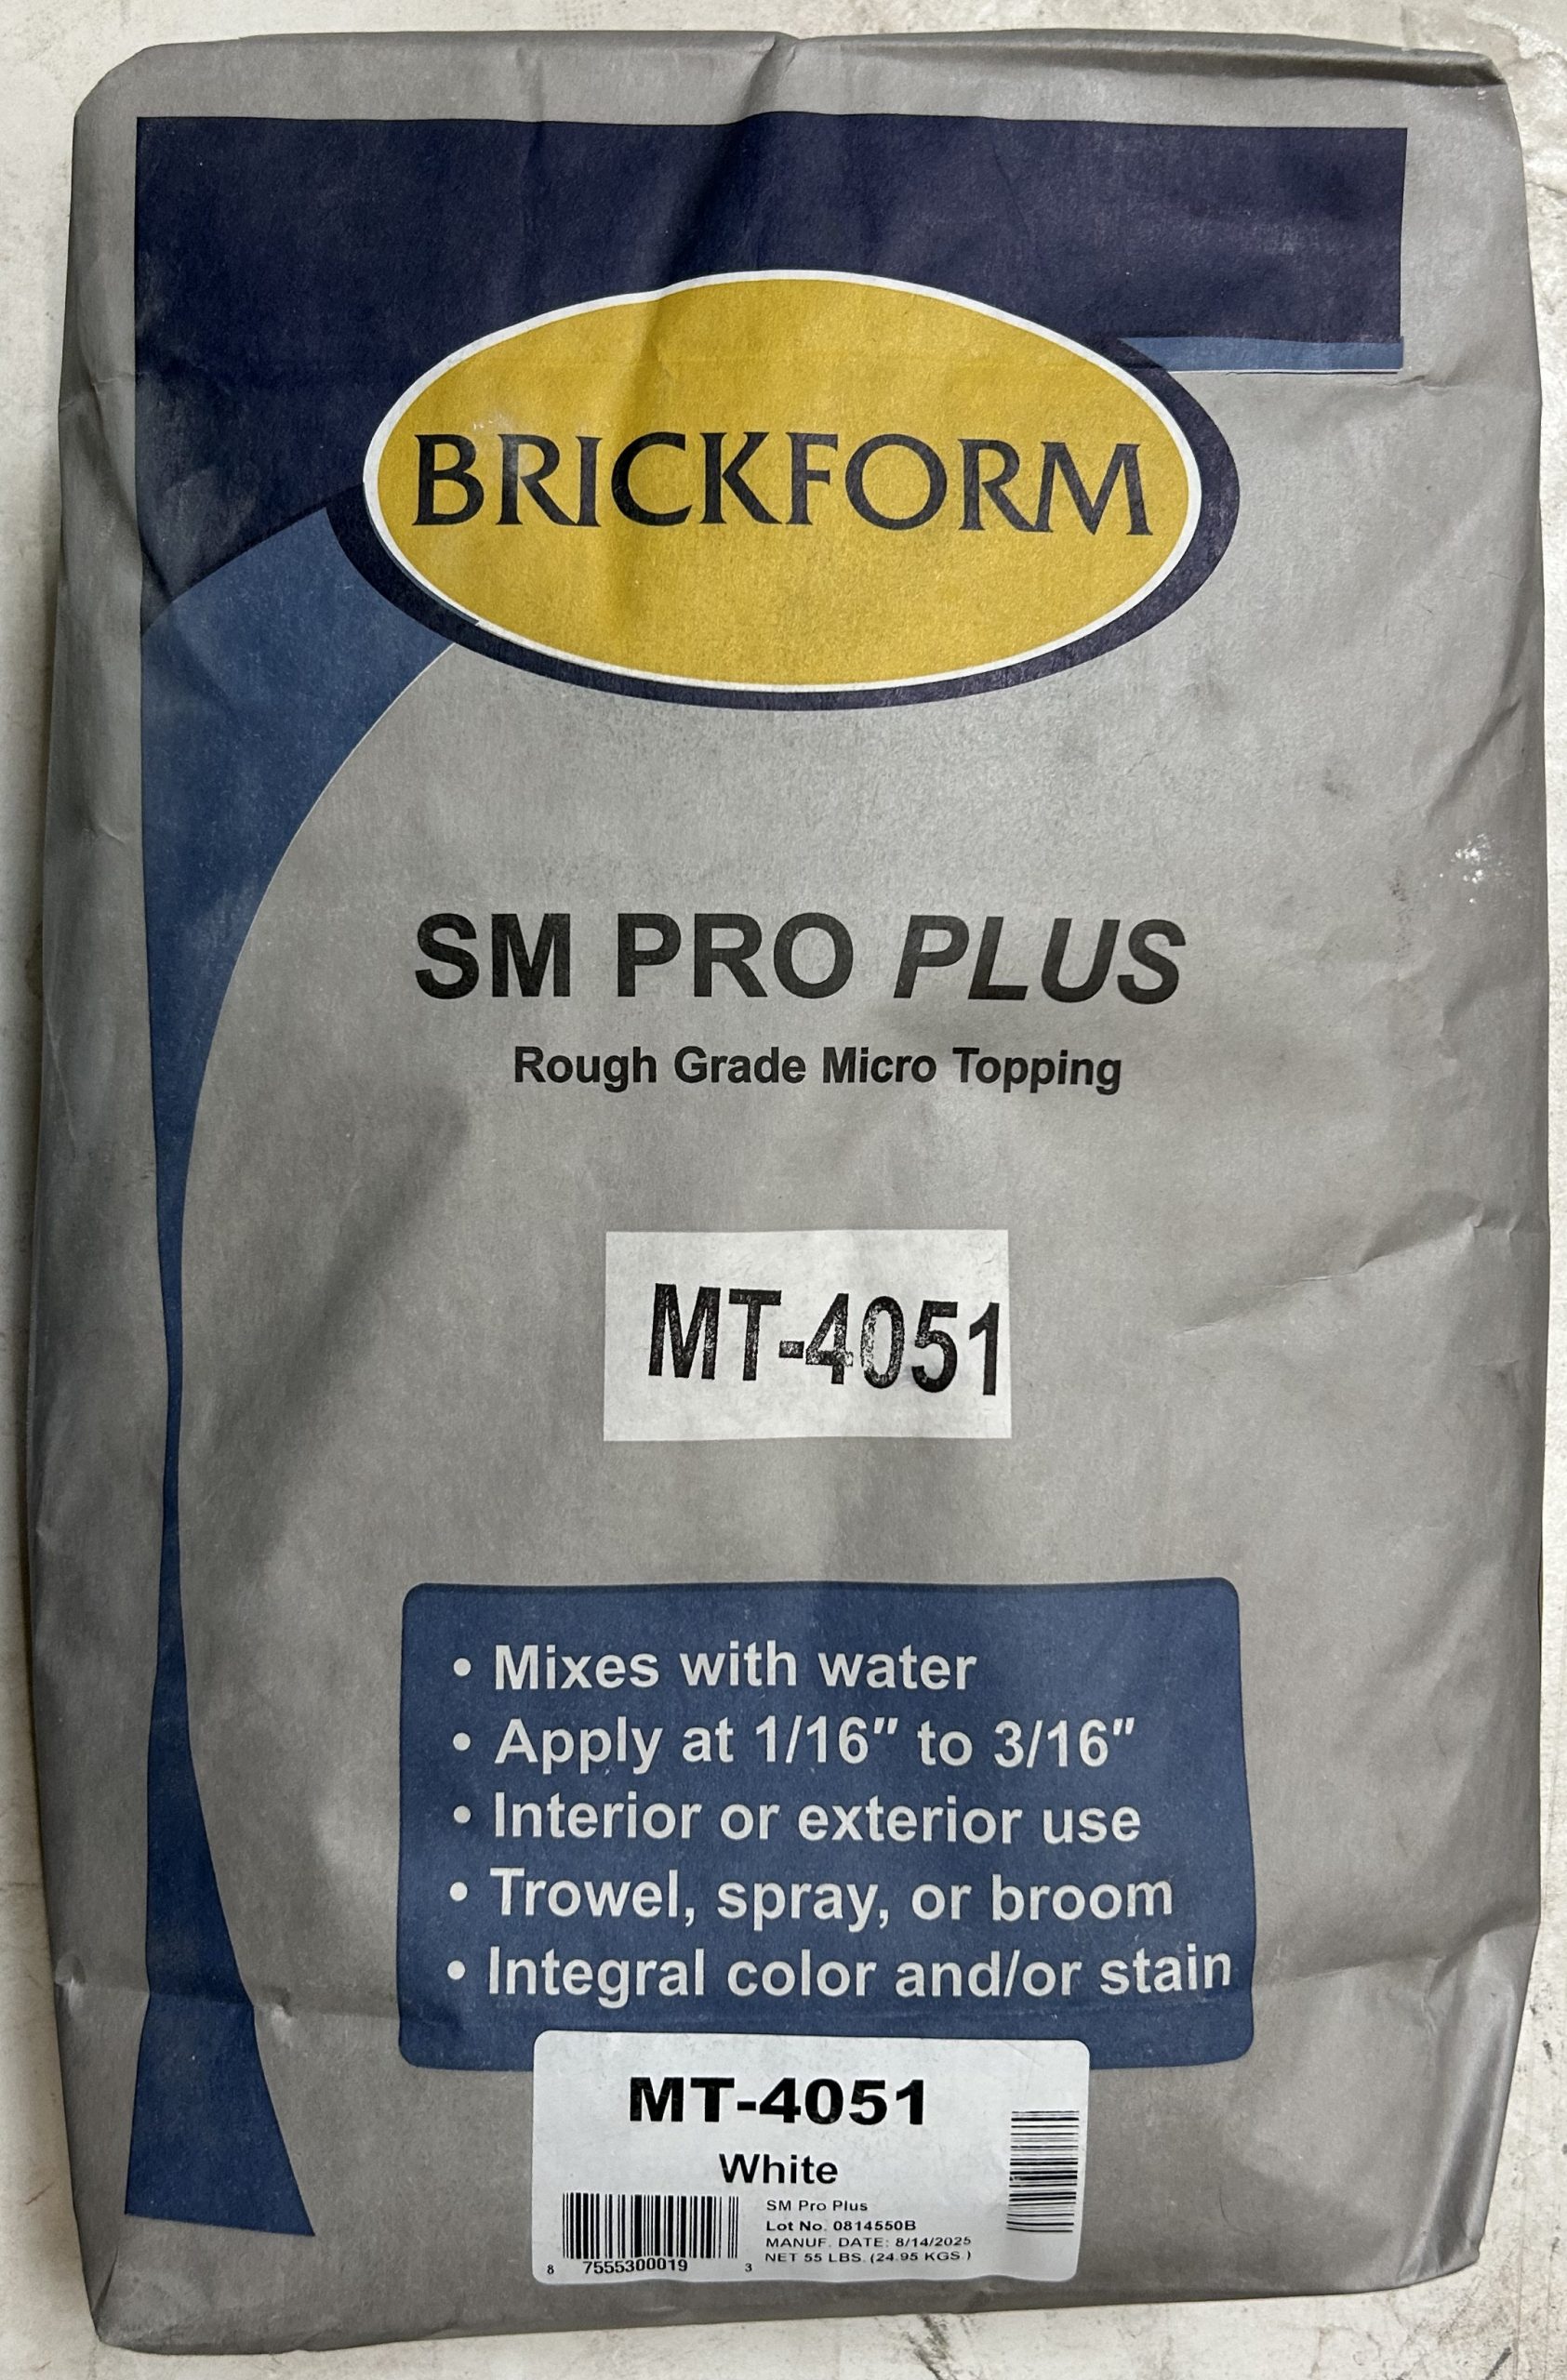 BRICKFORM
SM PRO PLUS
Rough Grade Micro Topping
MT-4051
• Mixes with water
• Apply at 1/16" to 3/16"
• Interior or exterior use
• Trowel, spray, or broom
• Integral color and/or stain
MT-4051
White
SM Pro Plus
Lot No. 0814550B
MANUF. DATE: 8/14/2025
NET 55 LBS. (24.95 KGS.)
8 7555300019 3